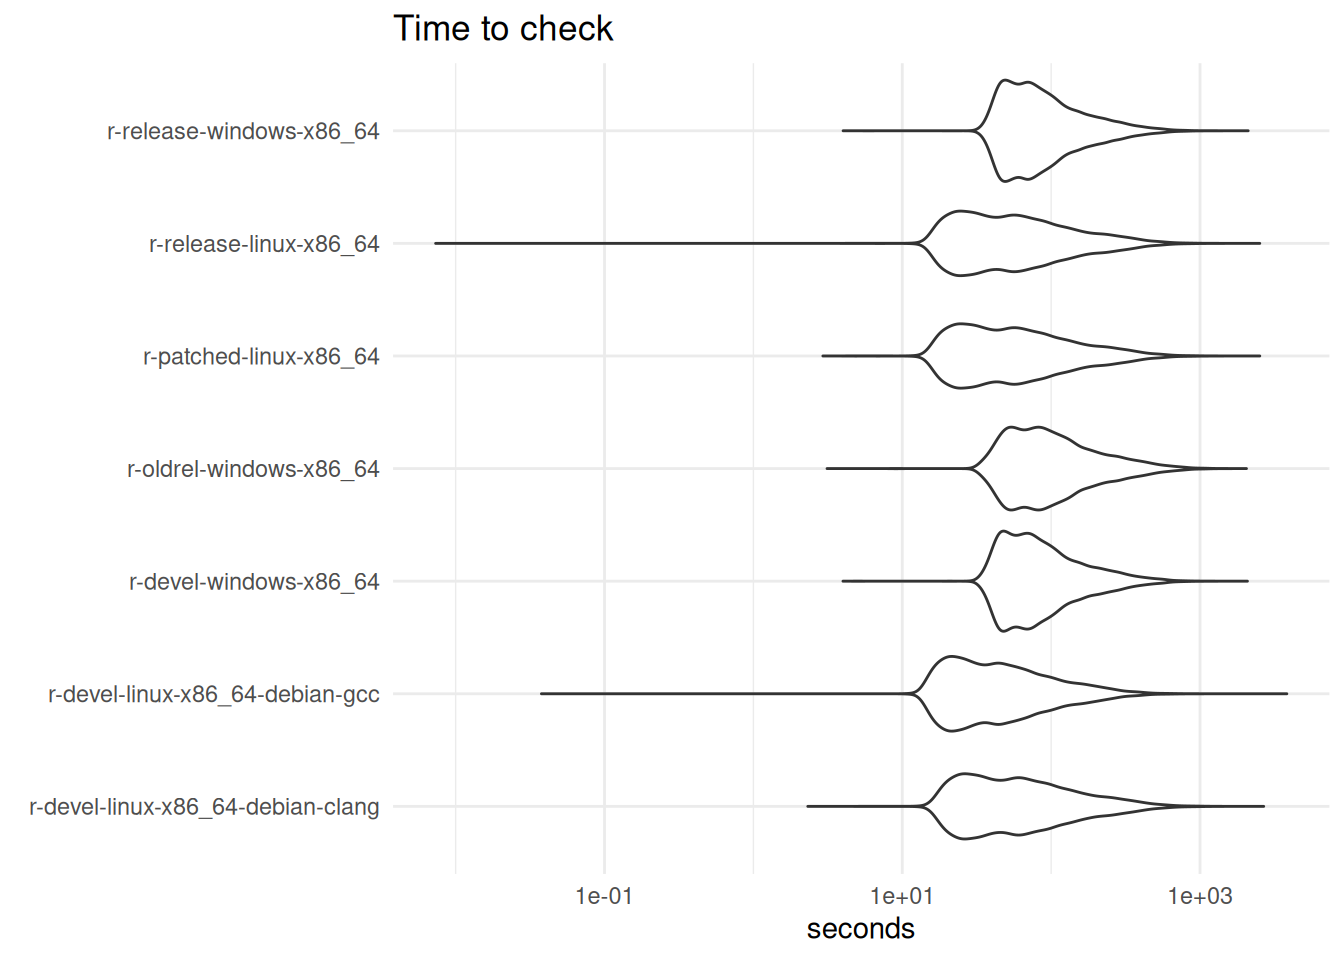 Time to check
r-release-windows-x86_64
r-release-linux-x86_64
r-patched-linux-x86_64
r-oldrel-windows-x86_64
r-devel-windows-x86_64
r-devel-linux-x86_64-debian-gcc
r-devel-linux-x86_64-debian-clang
1e-01 1e+01 1e+03
seconds